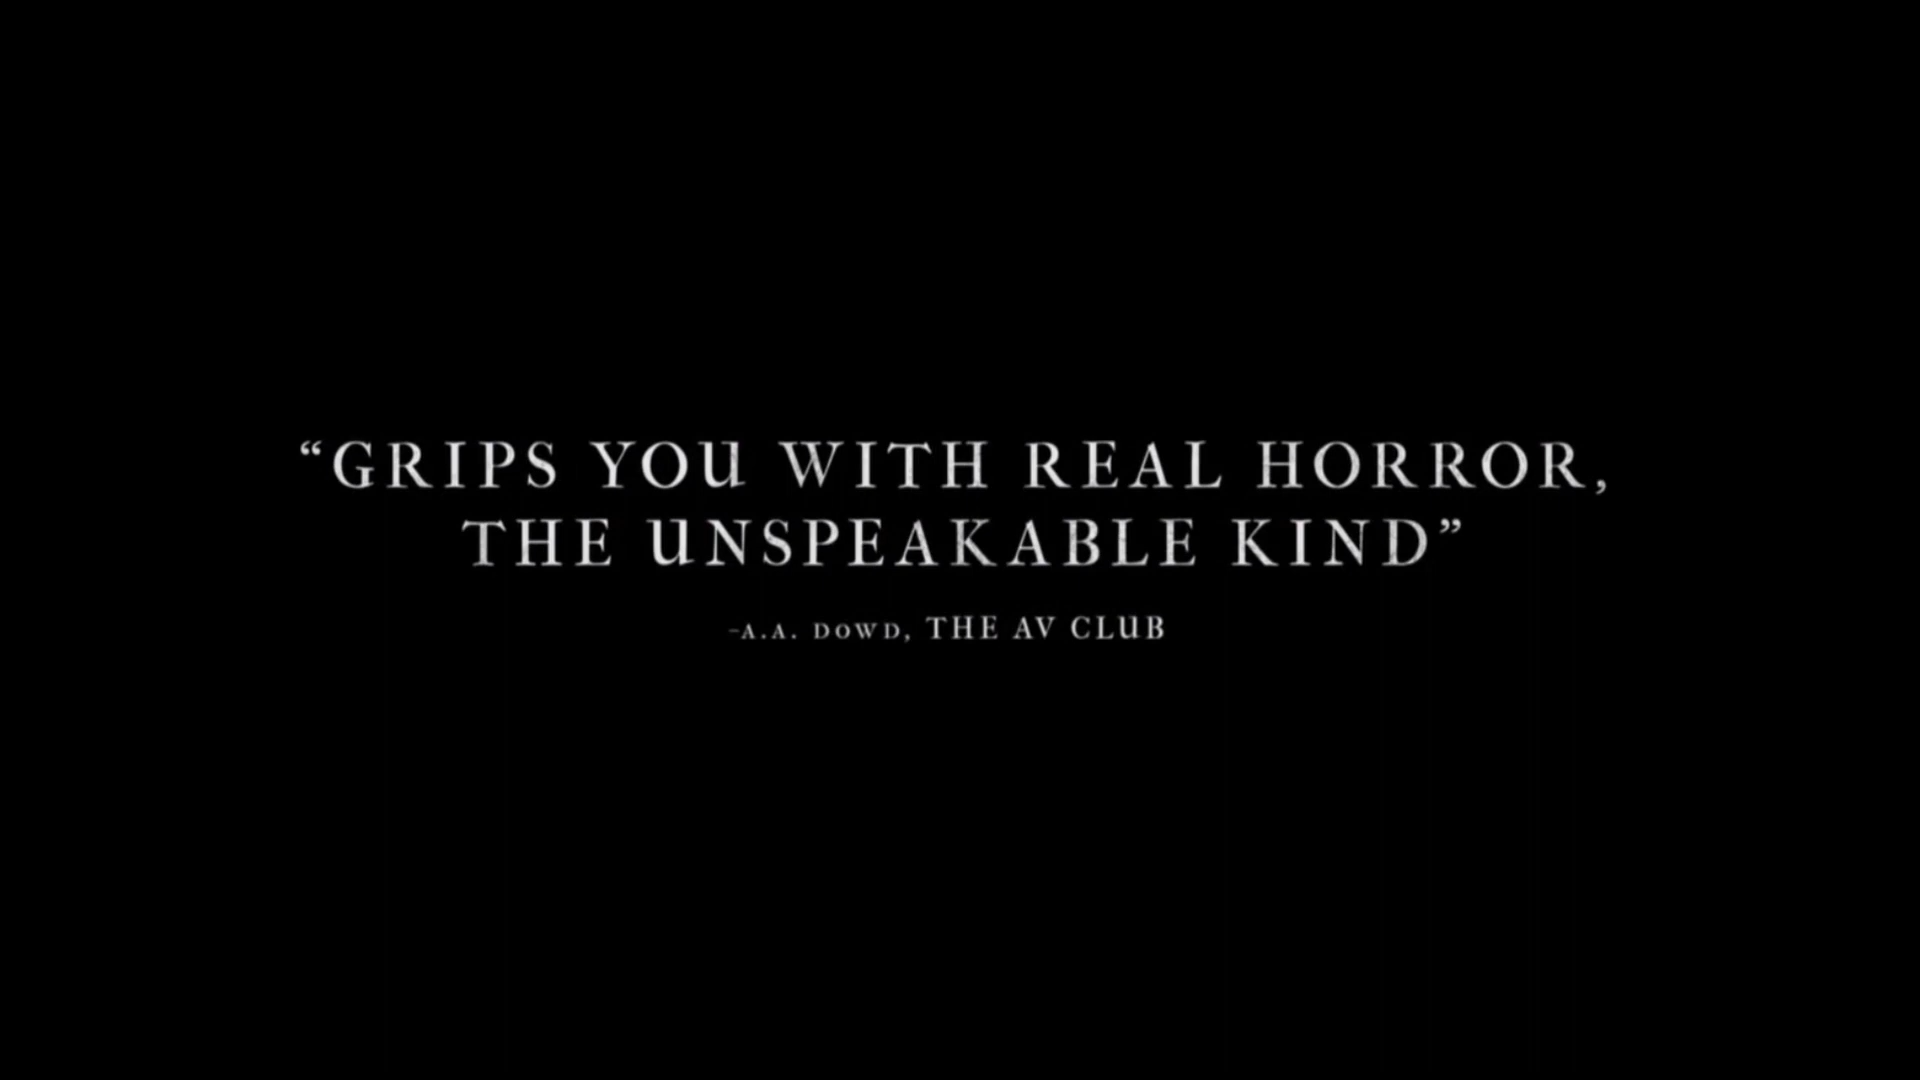 “GRIPS YOU WITH REAL HORROR,
THE UNSPEAKABLE KIND”
–A.A. DOWD, THE AV CLUB